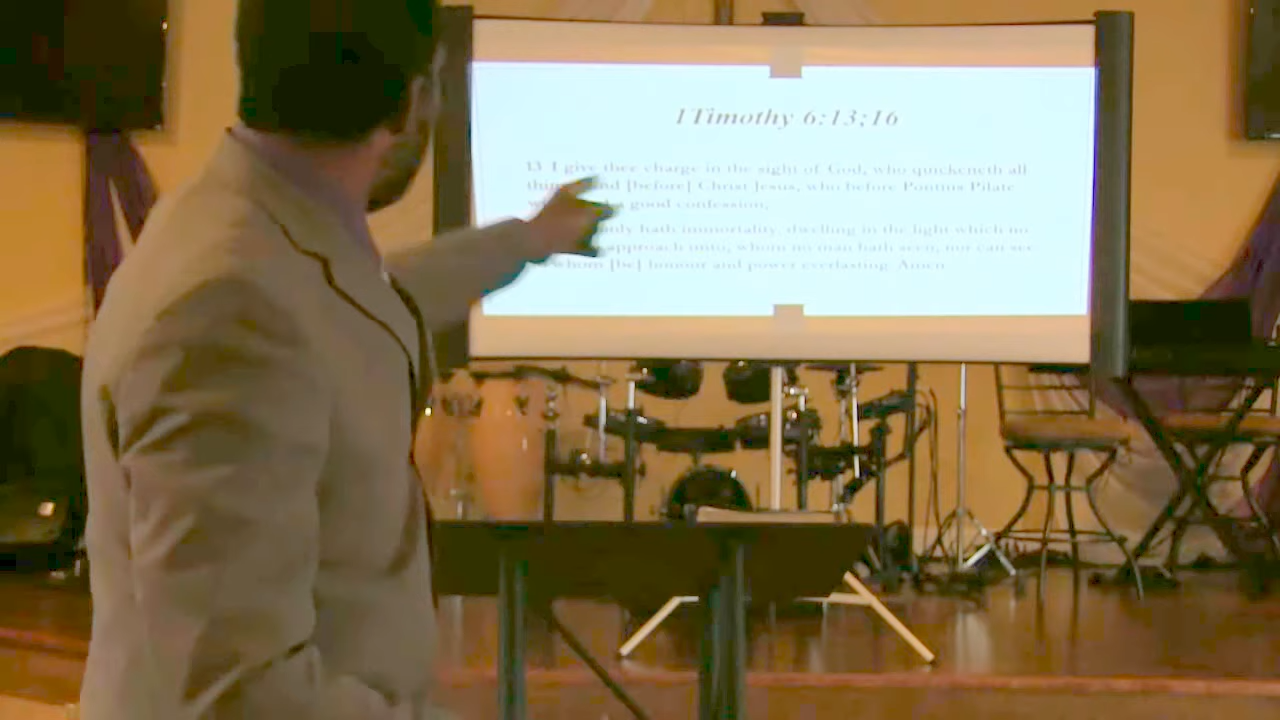 1Timothy 6:13;16
13 I give thee charge in the sight of God, who quickeneth all
[before] Christ Jesus, who before Pontius Pilate
a good confession;
only hath immortality, dwelling in the light which no
approach unto; whom no man hath seen, nor can see
whom [be] honour and power everlasting. Amen